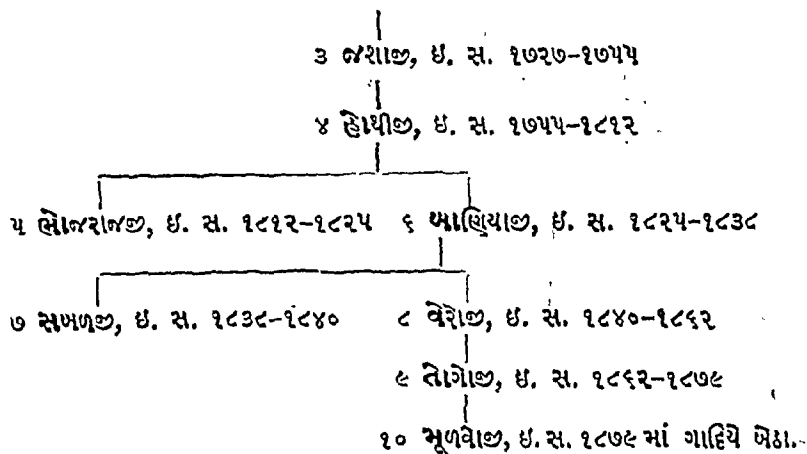 ૩ જશાજી, ઇ. સ. ૧૭૨૭-૧૭૫૫
૪ હોથીજી, ઇ. સ. ૧૭૫૫-૧૮૧૨
૫ ભોજરાજજી, ઇ. સ. ૧૮૧૨-૧૮૨૫ ૬ બાણિયાજી, ઇ. સ. ૧૮૨૫-૧૮૩૮
૭ સબળજી, ઇ. સ. ૧૮૩૮-૧૮૪૦ ૮ વેરોજી, ઇ. સ. ૧૮૪૦-૧૮૬૨
૯ તોગોજી, ઇ. સ. ૧૮૬૨-૧૮૭૯
૧૦ મૂળવોજી, ઇ. સ. ૧૮૭૯ માં ગાદિયે બેઠા.